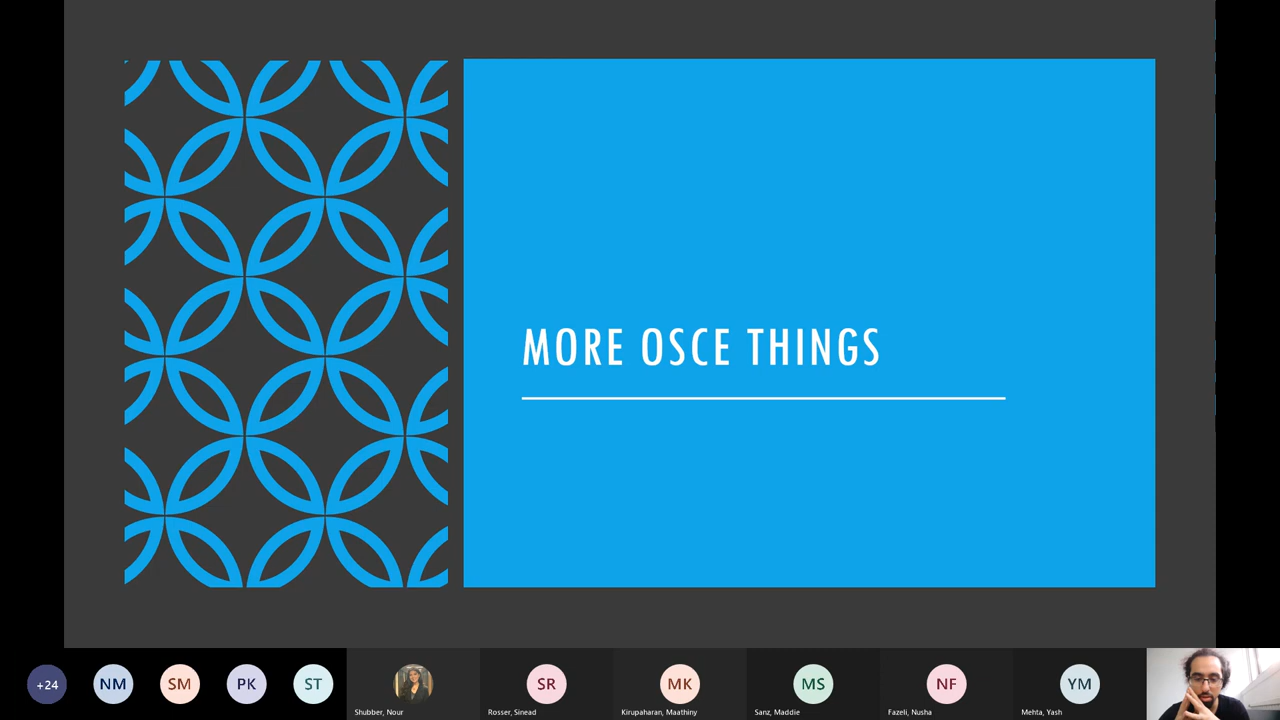 MORE OSCE THINGS
+24
NM
SM
PK
ST
SR
MK
MS
NF
YM
Shubber, Nour
Rosser, Sinead
Kirupaharan, Maathiny
Sanz, Maddie
Fazeli, Nusha
Mehta, Yash